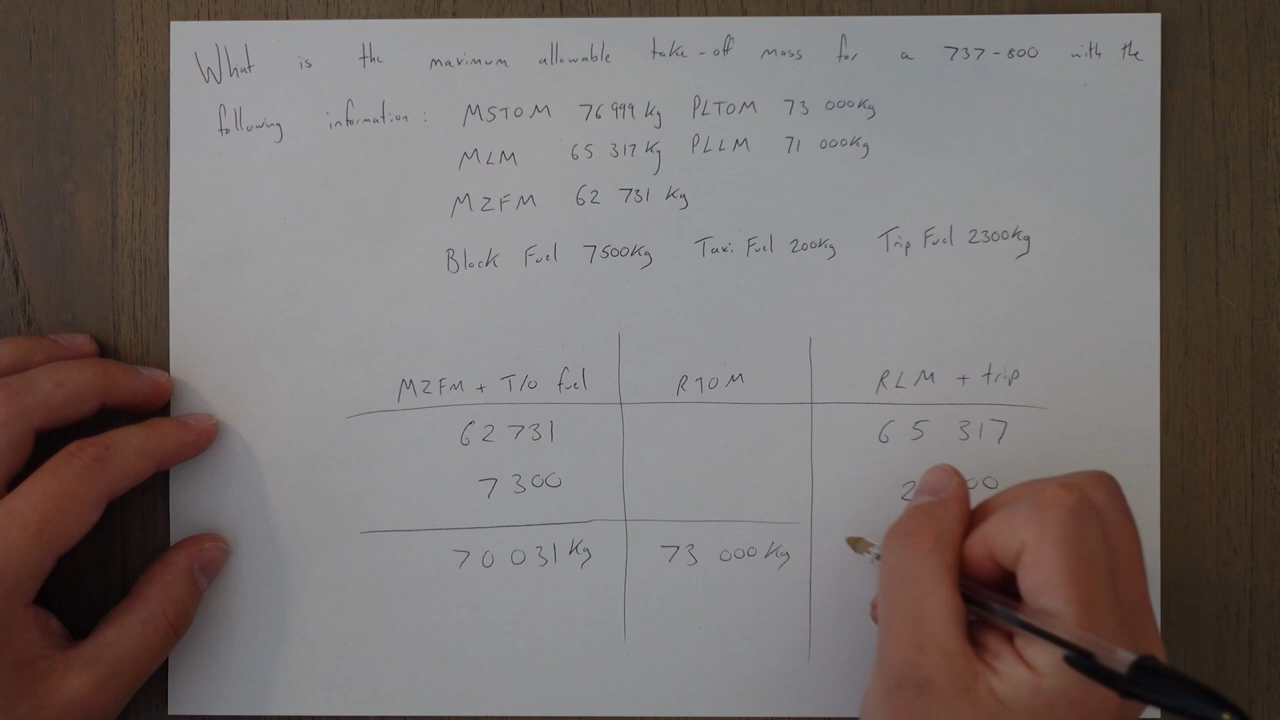 What is the maximum allowable take-off mass for a 737-800 with the
following information: MSTOM 76 999 kg PLTOM 73 000kg
MLM 65 317 kg PLLM 71 000kg
MZFM 62 731 kg
Block Fuel 7500kg Taxi Fuel 200kg Trip Fuel 2300kg
MZFM + T/O fuel RTOM RLM + trip
62 731 65 317
7 300
70 031 kg 73 000 kg